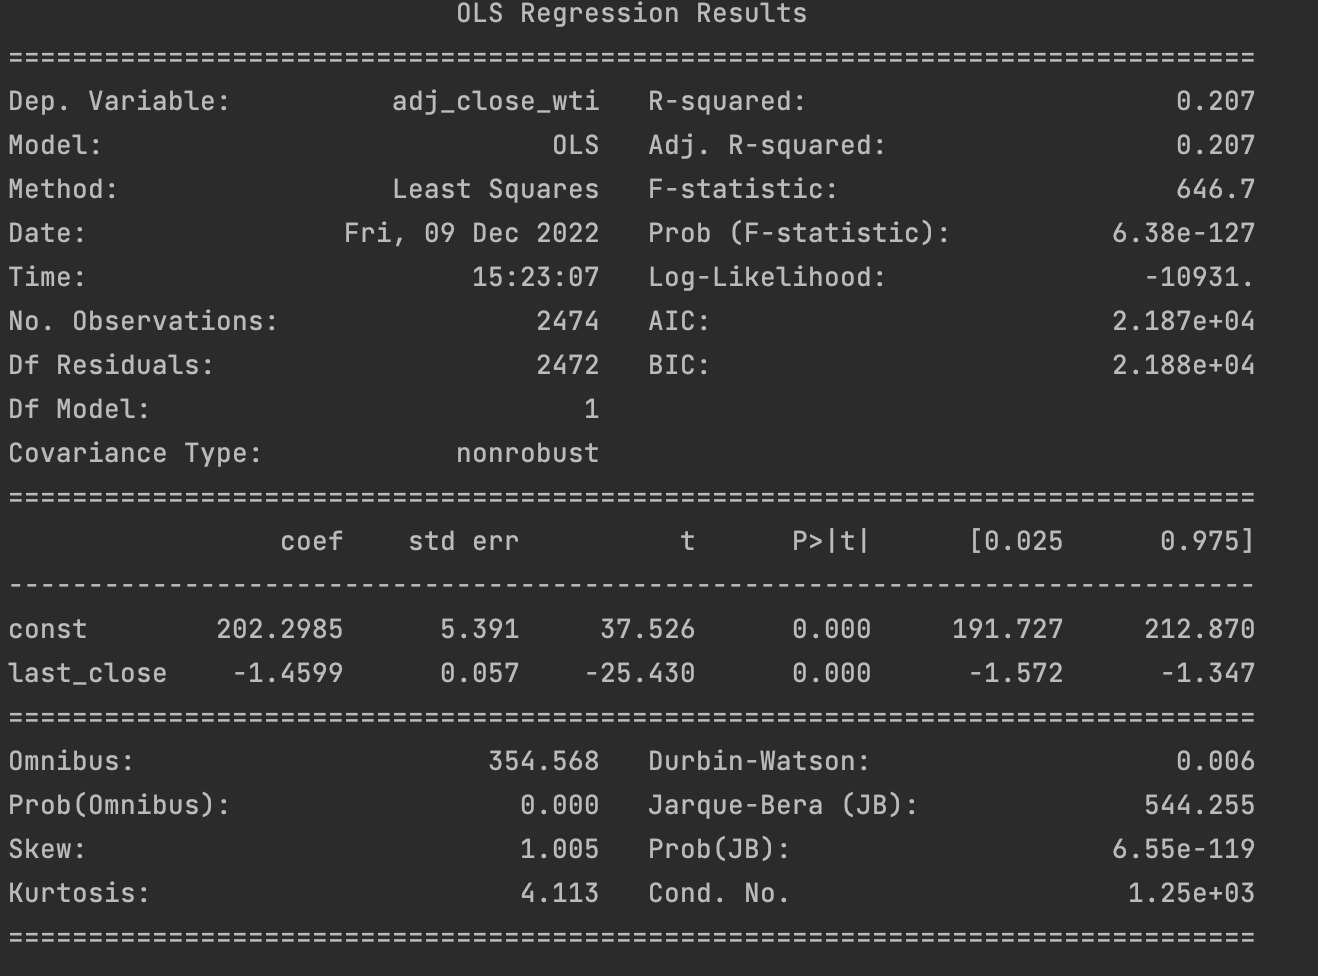 OLS Regression Results
==============================================================================
Dep. Variable:          adj_close_wti   R-squared:                       0.207
Model:                            OLS   Adj. R-squared:                  0.207
Method:                 Least Squares   F-statistic:                     646.7
Date:                Fri, 09 Dec 2022   Prob (F-statistic):          6.38e-127
Time:                        15:23:07   Log-Likelihood:                -10931.
No. Observations:                2474   AIC:                         2.187e+04
Df Residuals:                    2472   BIC:                         2.188e+04
Df Model:                           1
Covariance Type:            nonrobust
==============================================================================
                 coef    std err          t      P>|t|      [0.025      0.975]
------------------------------------------------------------------------------
const        202.2985      5.391     37.526      0.000     191.727     212.870
last_close    -1.4599      0.057    -25.430      0.000      -1.572      -1.347
==============================================================================
Omnibus:                      354.568   Durbin-Watson:                   0.006
Prob(Omnibus):                  0.000   Jarque-Bera (JB):              544.255
Skew:                           1.005   Prob(JB):                    6.55e-119
Kurtosis:                       4.113   Cond. No.                     1.25e+03
==============================================================================